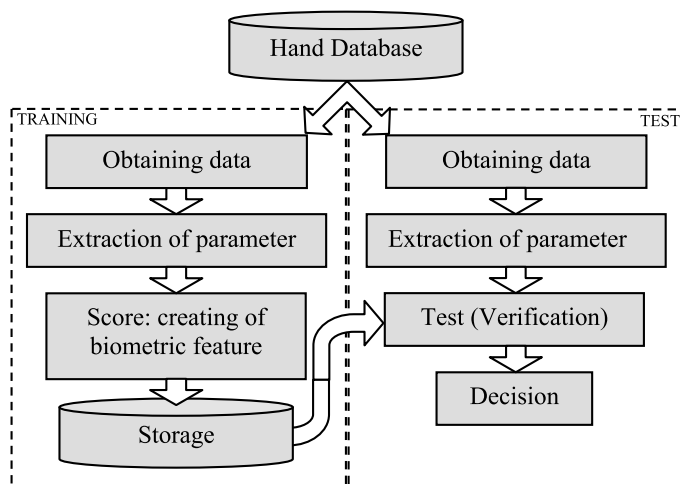 Hand Database
TRAINING
Obtaining data
Extraction of parameter
Score: creating of
biometric feature
Storage
TEST
Obtaining data
Extraction of parameter
Test (Verification)
Decision